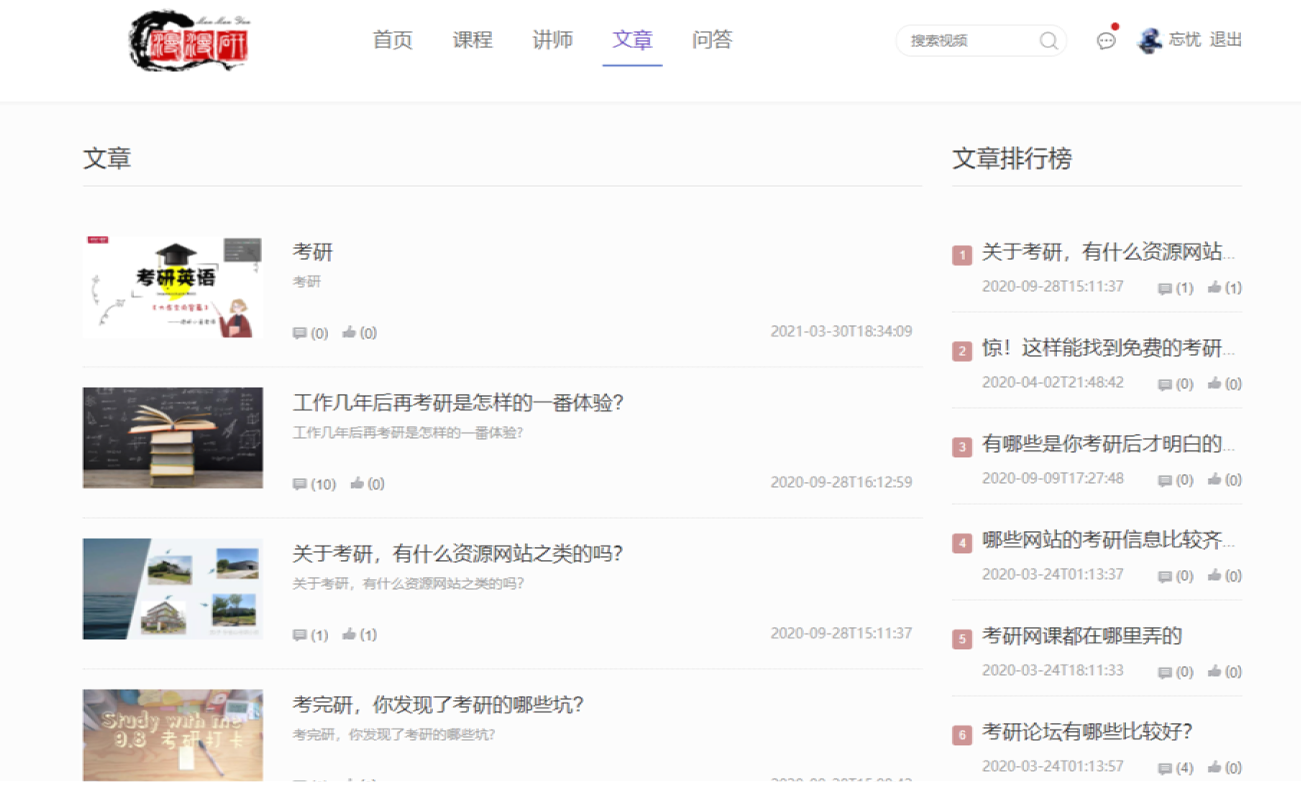 Man Man Yan
漫漫研
首页 课程 讲师 文章 问答
搜索视频
忘忧 退出
文章
考研英语
考研
考研
(0) (0)
2021-03-30T18:34:09
工作几年后再考研是怎样的一番体验？
工作几年后再考研是怎样的一番体验？
(10) (0)
2020-09-28T16:12:59
关于考研，有什么资源网站之类的吗？
关于考研，有什么资源网站之类的吗？
(1) (1)
2020-09-28T15:11:37
Study with me
9.8 考研打卡
考完研，你发现了考研的哪些坑？
考完研，你发现了考研的哪些坑？
文章排行榜
1 关于考研，有什么资源网站...
2020-09-28T15:11:37 (1) (1)
2 惊！这样能找到免费的考研...
2020-04-02T21:48:42 (0) (0)
3 有哪些是你考研后才明白的...
2020-09-09T17:27:48 (0) (0)
4 哪些网站的考研信息比较齐...
2020-03-24T01:13:37 (0) (0)
5 考研网课都在哪里弄的
2020-03-24T18:11:33 (0) (0)
6 考研论坛有哪些比较好？
2020-03-24T01:13:57 (4) (0)